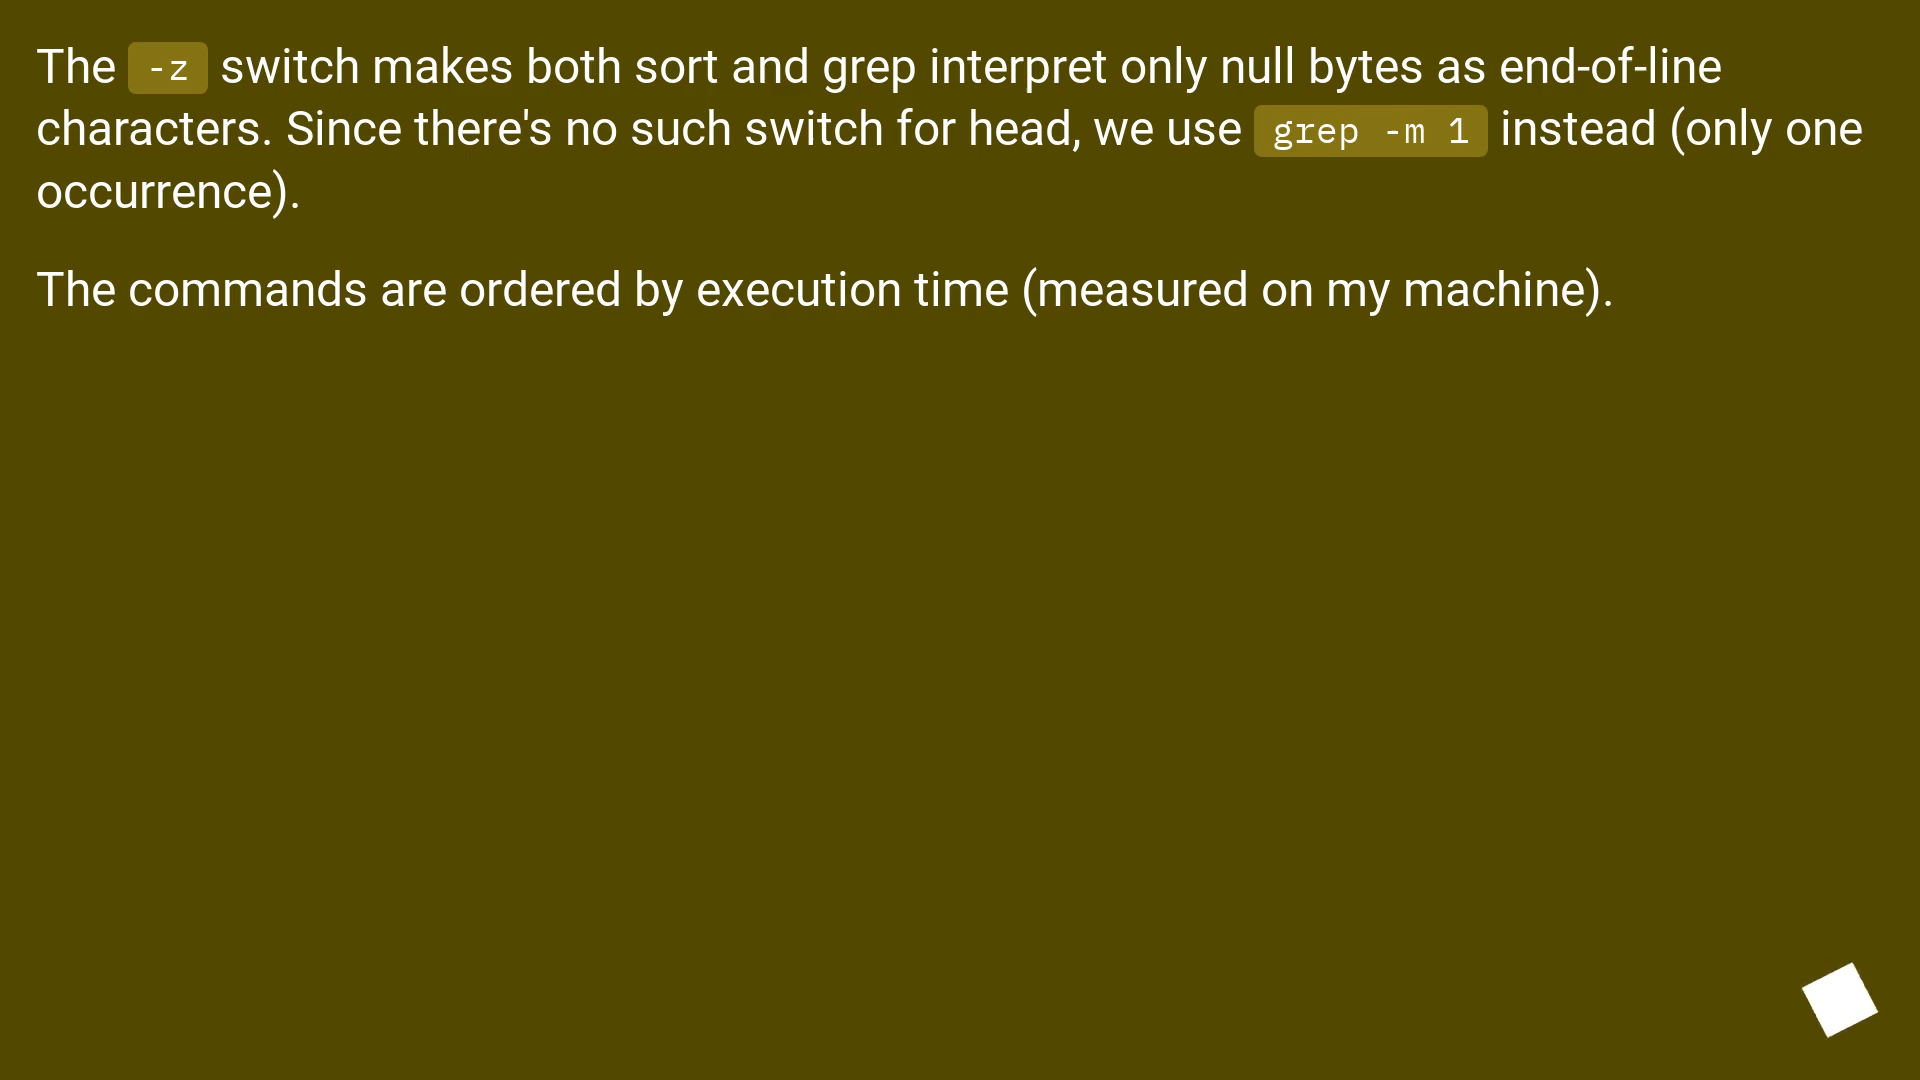 The -z switch makes both sort and grep interpret only null bytes as end-of-line
characters. Since there's no such switch for head, we use grep -m 1 instead (only one
occurrence).
The commands are ordered by execution time (measured on my machine).